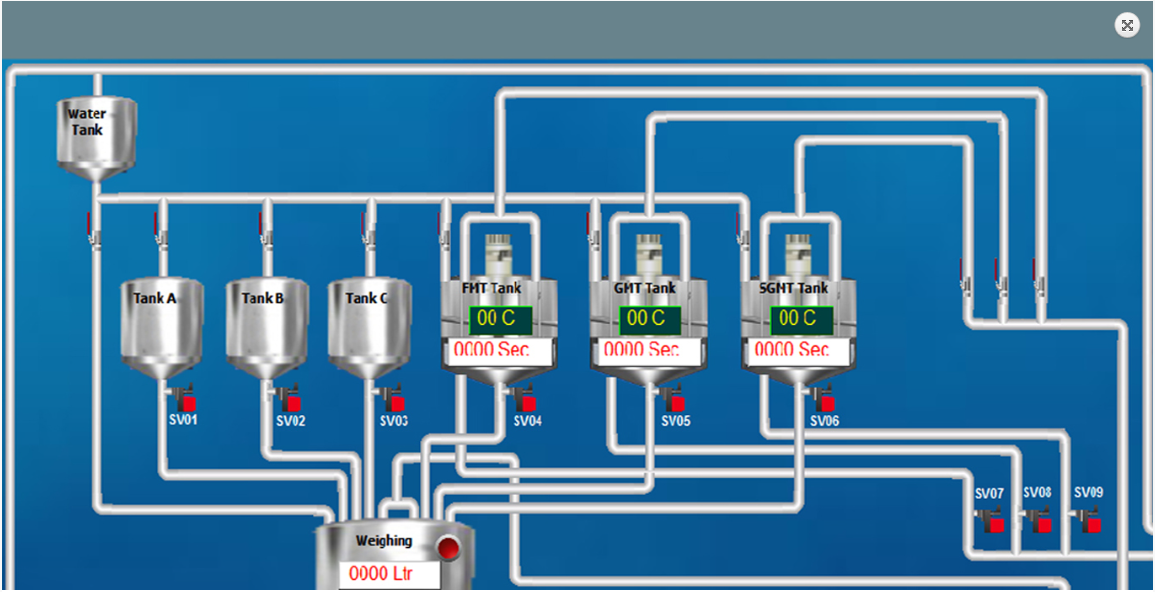 Water
Tank
Tank A
Tank B
Tank C
FMT Tank
GMT Tank
SGMT Tank
00 C
00 C
00 C
0000 Sec
0000 Sec
0000 Sec
SV01
SV02
SV03
SV04
SV05
SV06
SV07
SV08
SV09
Weighing
0000 Ltr